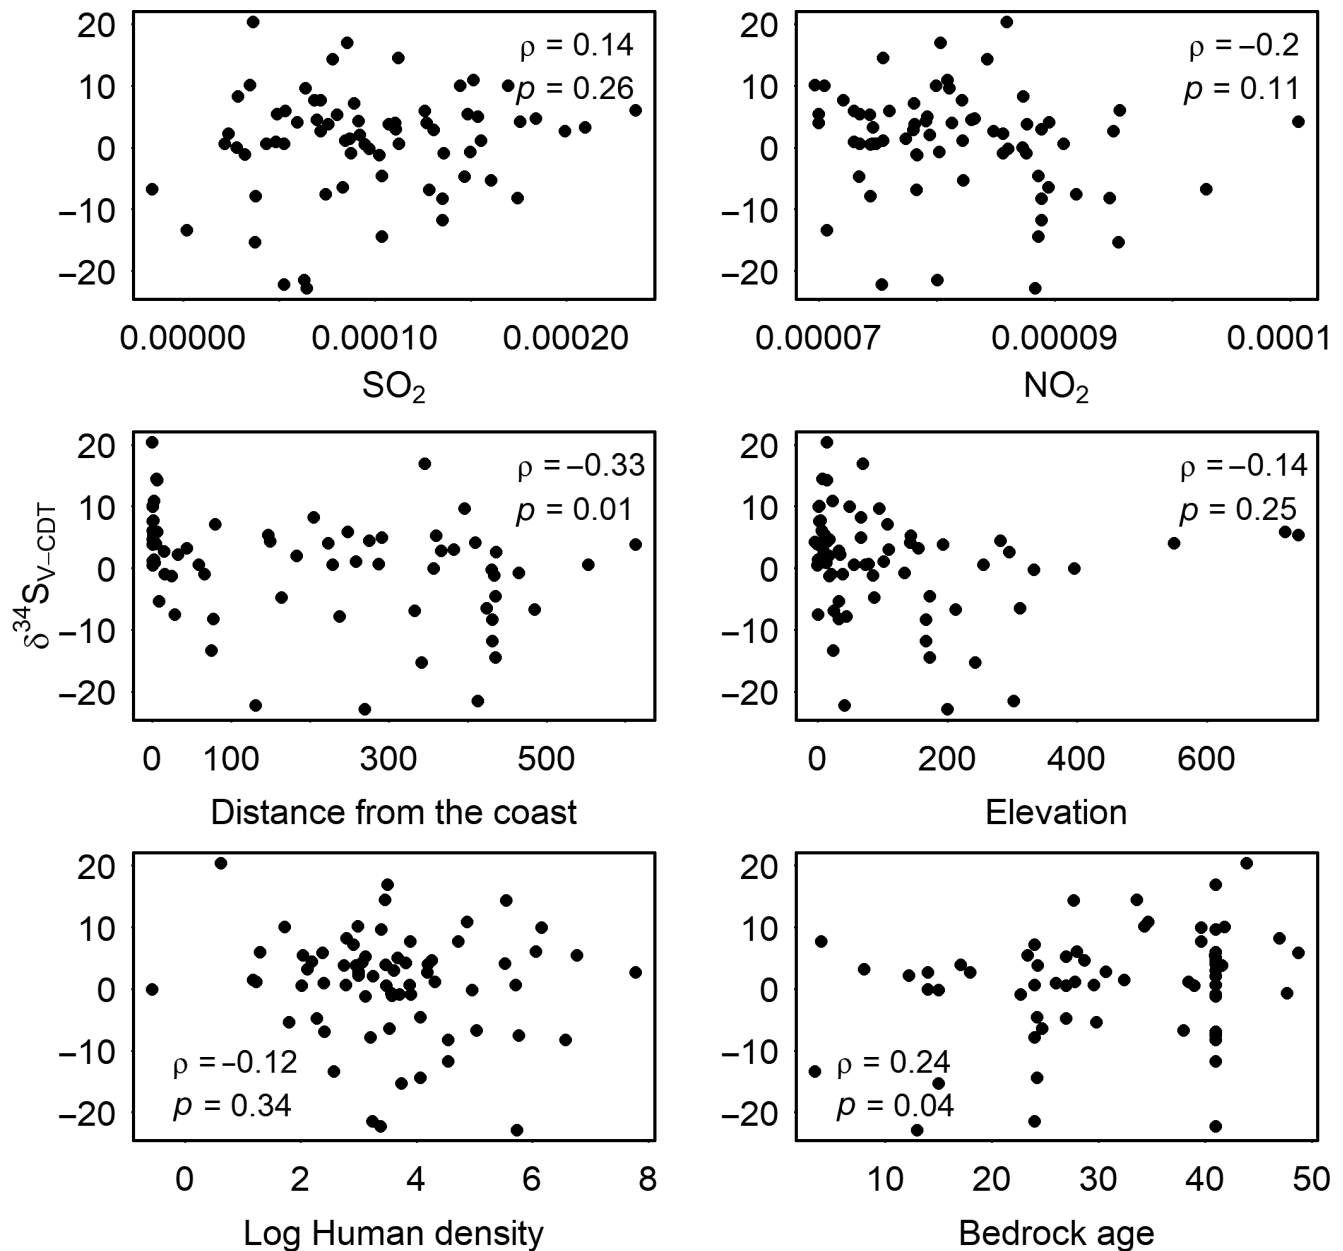 20
10
0
−10
−20
ρ = 0.14
p = 0.26
0.00000
0.00010
0.00020
SO2
20
10
0
−10
−20
ρ = −0.2
p = 0.11
0.00007
0.00009
0.0001
NO2
δ34SV−CDT
20
10
0
−10
−20
ρ = −0.33
p = 0.01
0
100
300
500
Distance from the coast
20
10
0
−10
−20
ρ = −0.14
p = 0.25
0
200
400
600
Elevation
20
10
0
−10
−20
ρ = −0.12
p = 0.34
0
2
4
6
8
Log Human density
20
10
0
−10
−20
ρ = 0.24
p = 0.04
10
20
30
40
50
Bedrock age